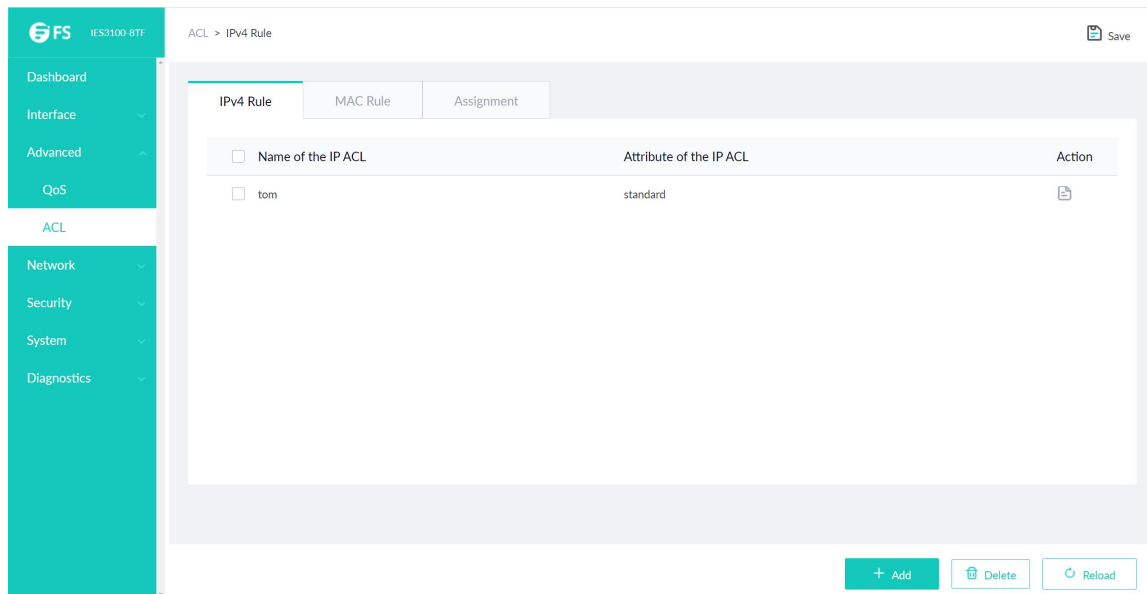 FS IES3100-8TF
ACL > IPv4 Rule
Save
Dashboard
Interface
Advanced
QoS
ACL
Network
Security
System
Diagnostics
IPv4 Rule MAC Rule Assignment
Name of the IP ACL Attribute of the IP ACL Action
tom standard
+ Add Delete Reload